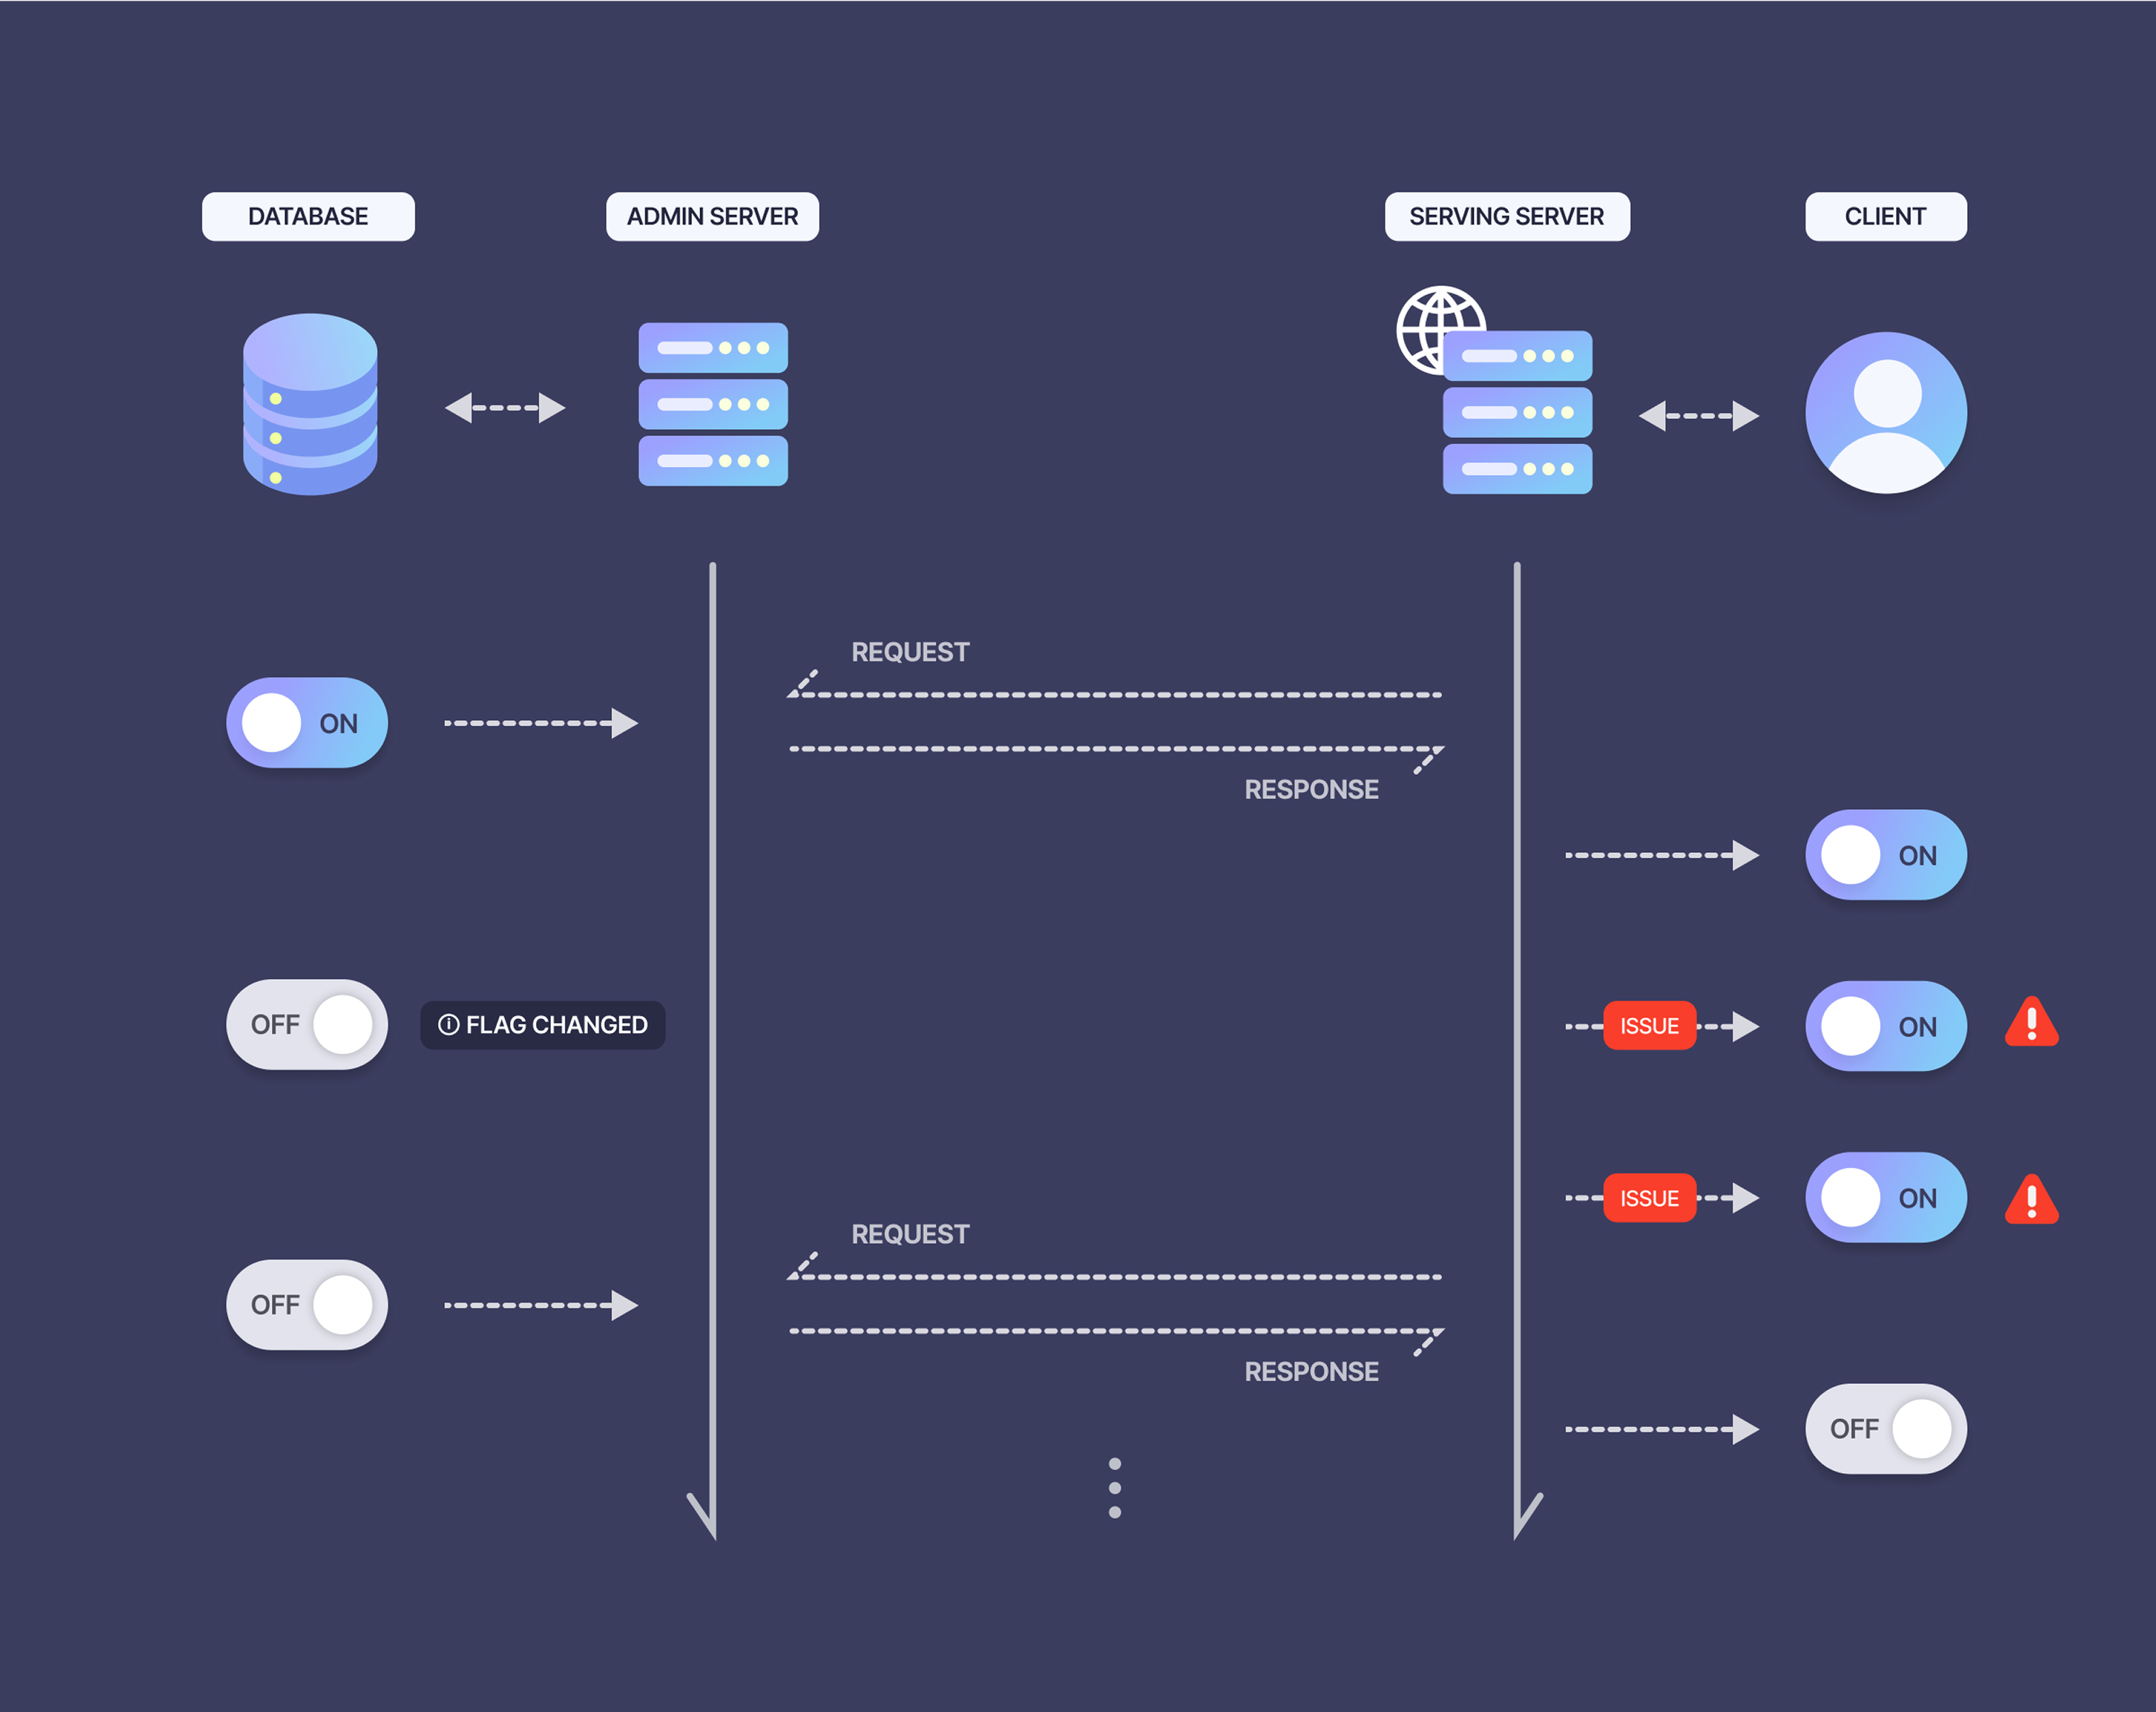 DATABASE
ADMIN SERVER
SERVING SERVER
CLIENT
REQUEST
ON
RESPONSE
ON
OFF
FLAG CHANGED
ISSUE
ON
ISSUE
ON
REQUEST
OFF
RESPONSE
OFF